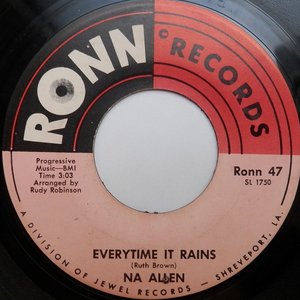 RONN
RECORDS
Progressive
Music—BMI
Time 3:03
Arranged by
Rudy Robinson
Ronn 47
SL 1750
EVERYTIME IT RAINS
(Ruth Brown)
NA ALLEN
A DIVISION OF JEWEL RECORDS — SHREVEPORT, LA.